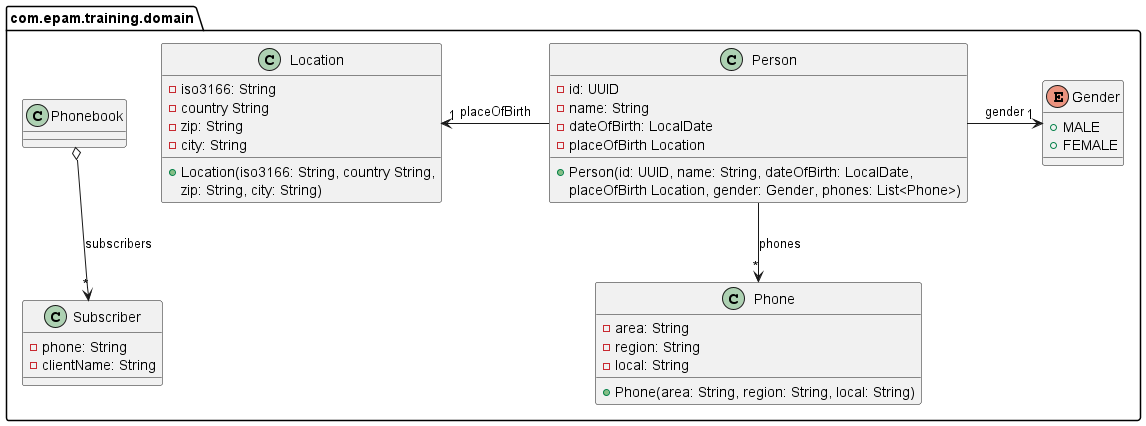 com.epam.training.domain
C Phonebook
subscribers
*
C Subscriber
phone: String
clientName: String
C Location
iso3166: String
country String
zip: String
city: String
Location(iso3166: String, country String,
zip: String, city: String)
1 placeOfBirth
C Person
id: UUID
name: String
dateOfBirth: LocalDate
placeOfBirth Location
Person(id: UUID, name: String, dateOfBirth: LocalDate,
placeOfBirth Location, gender: Gender, phones: List<Phone>)
gender 1
E Gender
MALE
FEMALE
phones
*
C Phone
area: String
region: String
local: String
Phone(area: String, region: String, local: String)